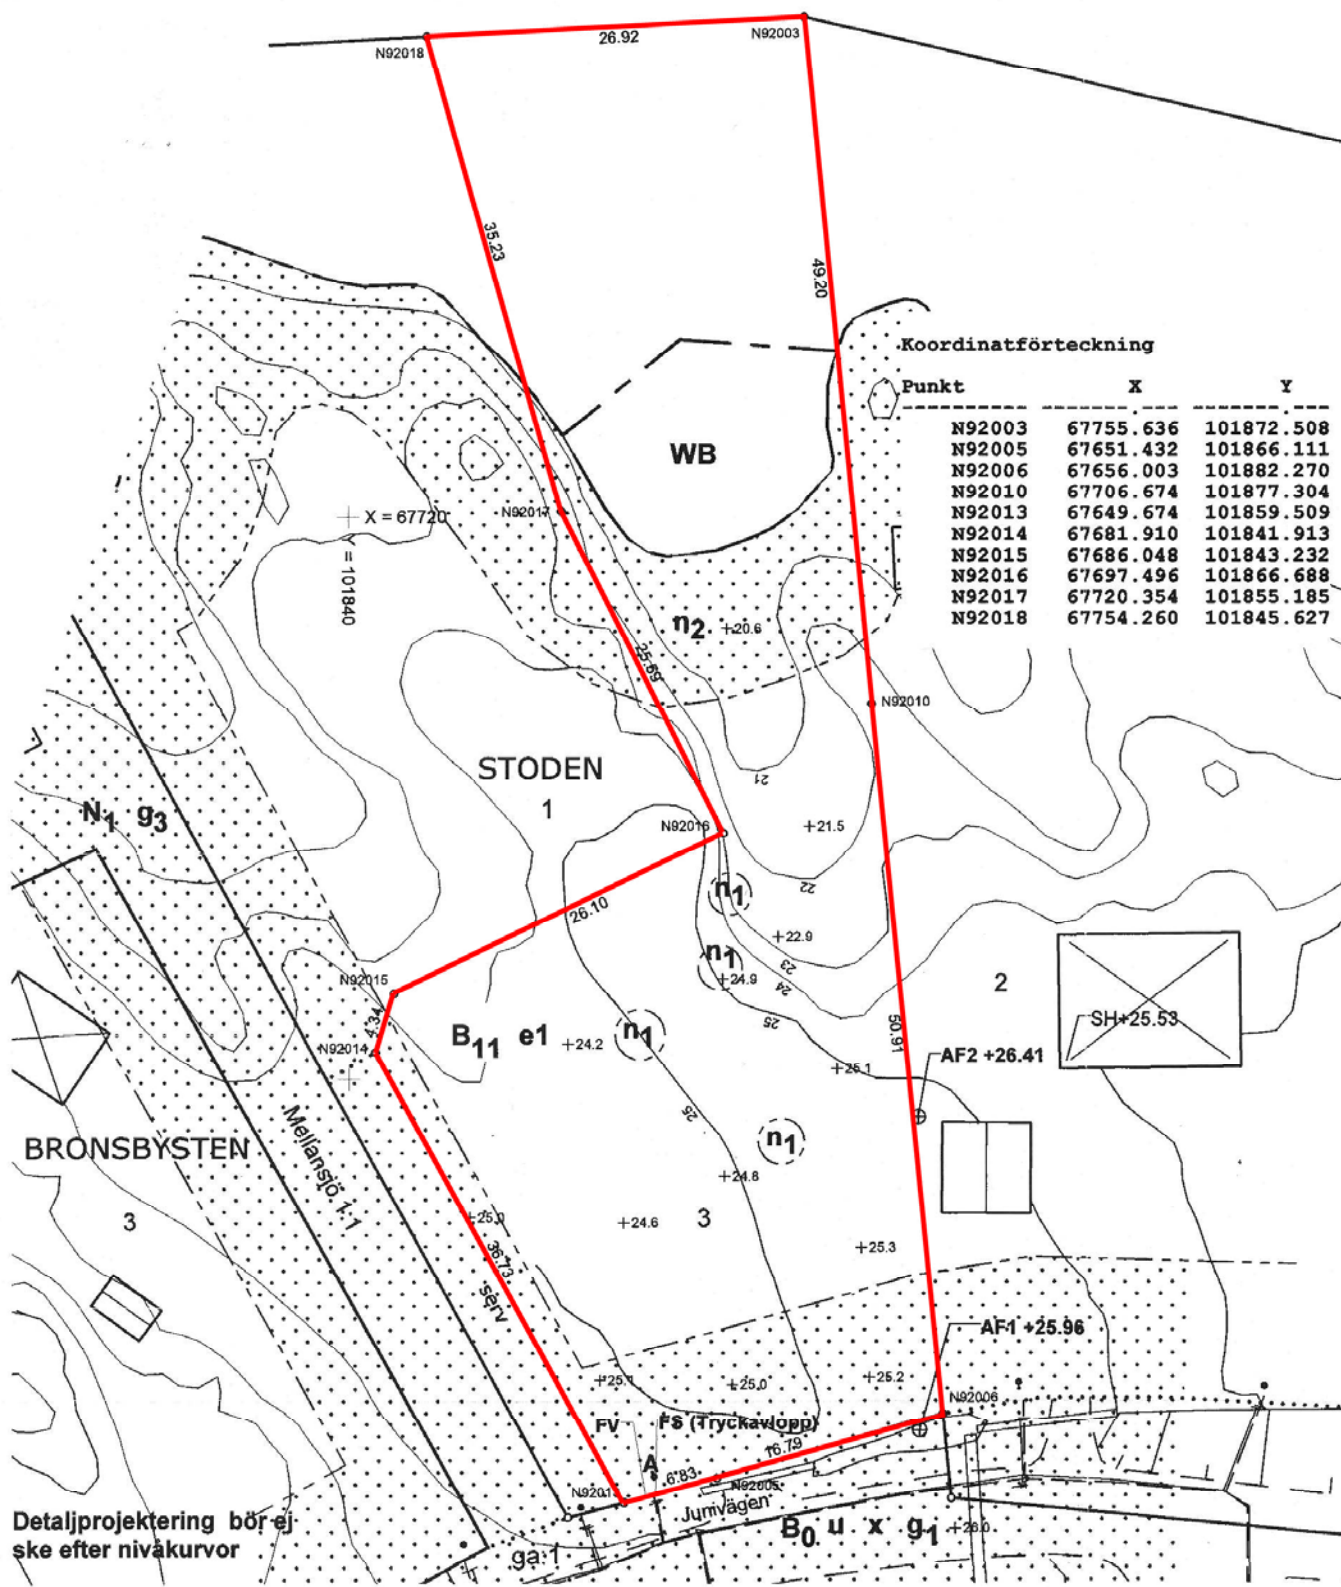 26.92
N92018
N92003
35.23
49.20
Koordinatförteckning
Punkt X Y
N92003 67755.636 101872.508
N92005 67651.432 101866.111
N92006 67656.003 101882.270
N92010 67706.674 101877.304
N92013 67649.674 101859.509
N92014 67681.910 101841.913
N92015 67686.048 101843.232
N92016 67697.496 101866.688
N92017 67720.354 101855.185
N92018 67754.260 101845.627
WB
X = 67720
Y = 101840
N92017
n2
+20.6
25.69
N92010
STODEN
1
21
N1 g3
N92016
+21.5
22
n1
26.10
+22.9
n1
23
+24.9
24
N92015
2
25
4.34
B11 e1
n1
+24.2
SH+25.53
N92014
50.91
AF2 +26.41
+25.1
25
Mellansjö 1:1
BRONSBYSTEN
n1
+24.8
3
+25.0
+24.6
3
36.73
+25.3
serv
AF1 +25.96
+25.1
+25.0
+25.2
N92006
FV
FS (Tryckavlopp)
16.79
A
6.83
N92005
N92013
Junivägen
Detaljprojektering bör ej
ske efter nivåkurvor
B0 u x g1
+26.0
ga:1